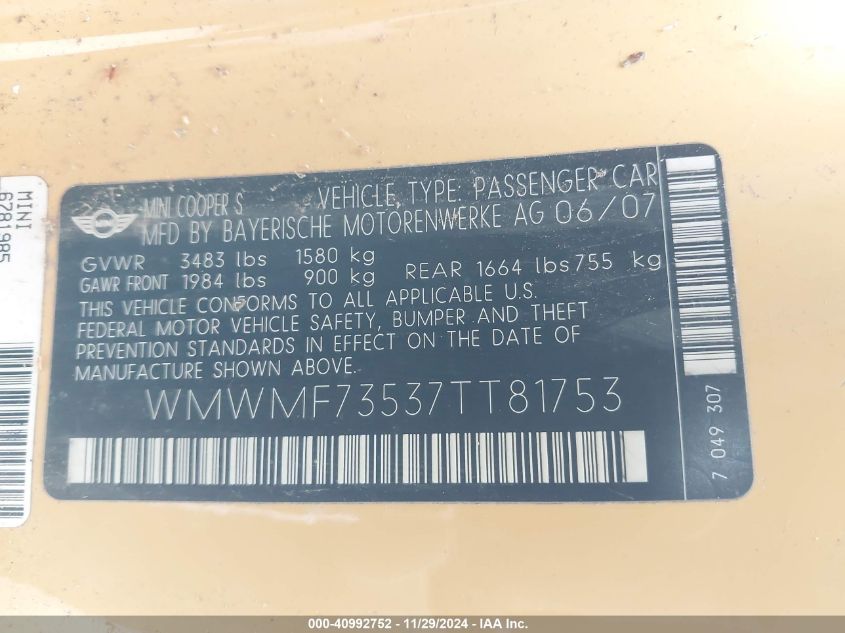 MINI COOPER S VEHICLE TYPE: PASSENGER CAR
MFD BY BAYERISCHE MOTORENWERKE AG 06/07
GVWR 3483 lbs 1580 kg
GAWR FRONT 1984 lbs 900 kg REAR 1664 lbs 755 kg
THIS VEHICLE CONFORMS TO ALL APPLICABLE U.S.
FEDERAL MOTOR VEHICLE SAFETY, BUMPER AND THEFT
PREVENTION STANDARDS IN EFFECT ON THE DATE OF
MANUFACTURE SHOWN ABOVE.
WMWMF73537TT81753
7 049 307
MINI
6781985
000-40992752 - 11/29/2024 - IAA Inc.